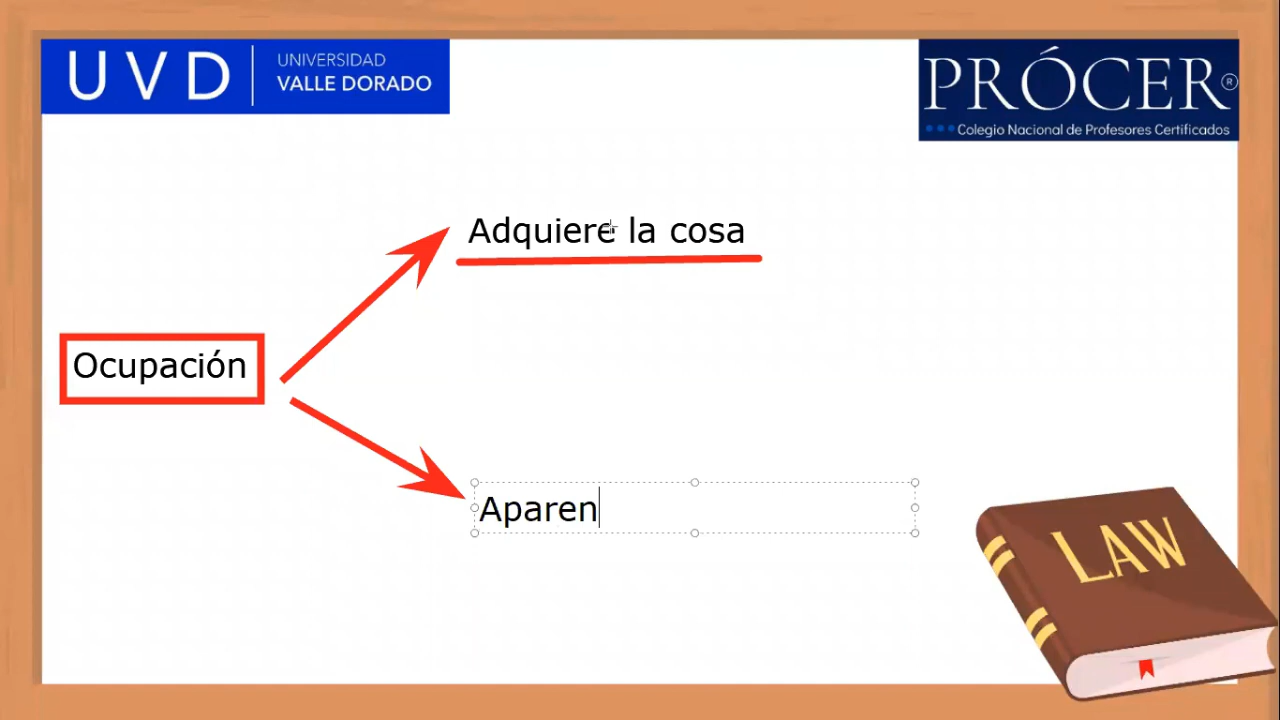 UVD
UNIVERSIDAD
VALLE DORADO
PRÓCER®
Colegio Nacional de Profesores Certificados
Adquiere la cosa
Ocupación
Aparen
LAW